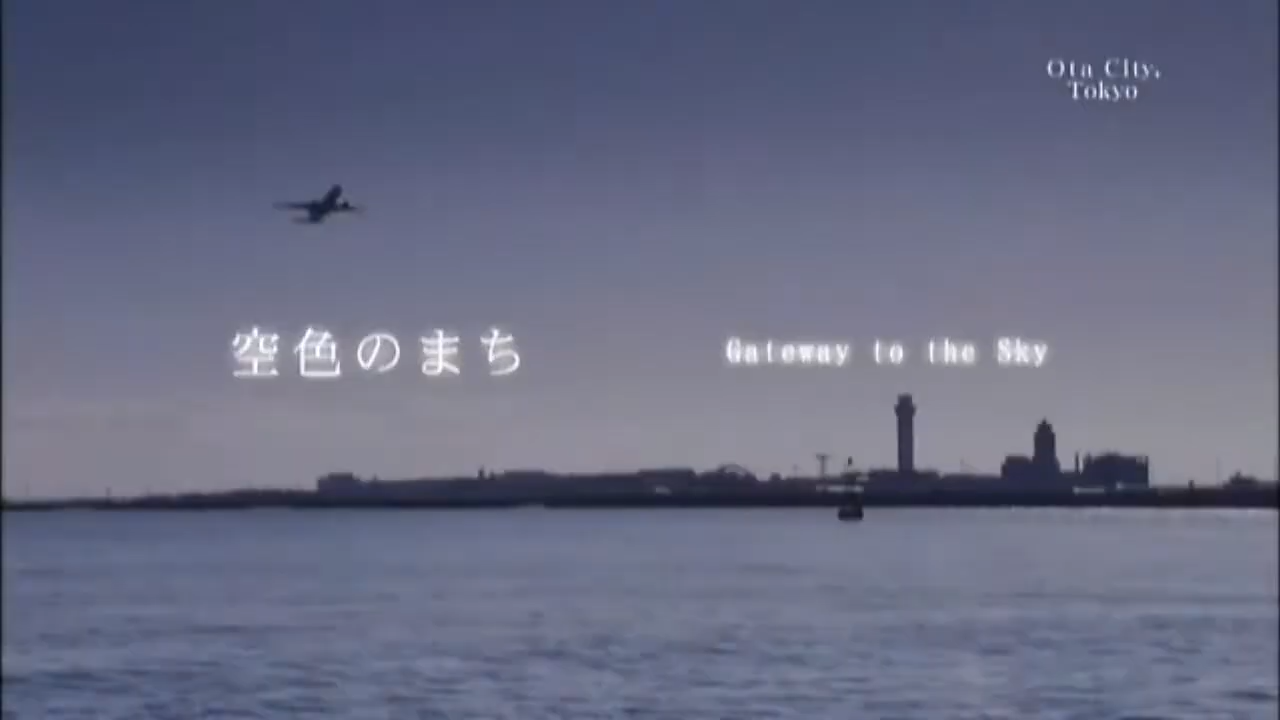 Ota City,
Tokyo
空色のまち
Gateway to the Sky